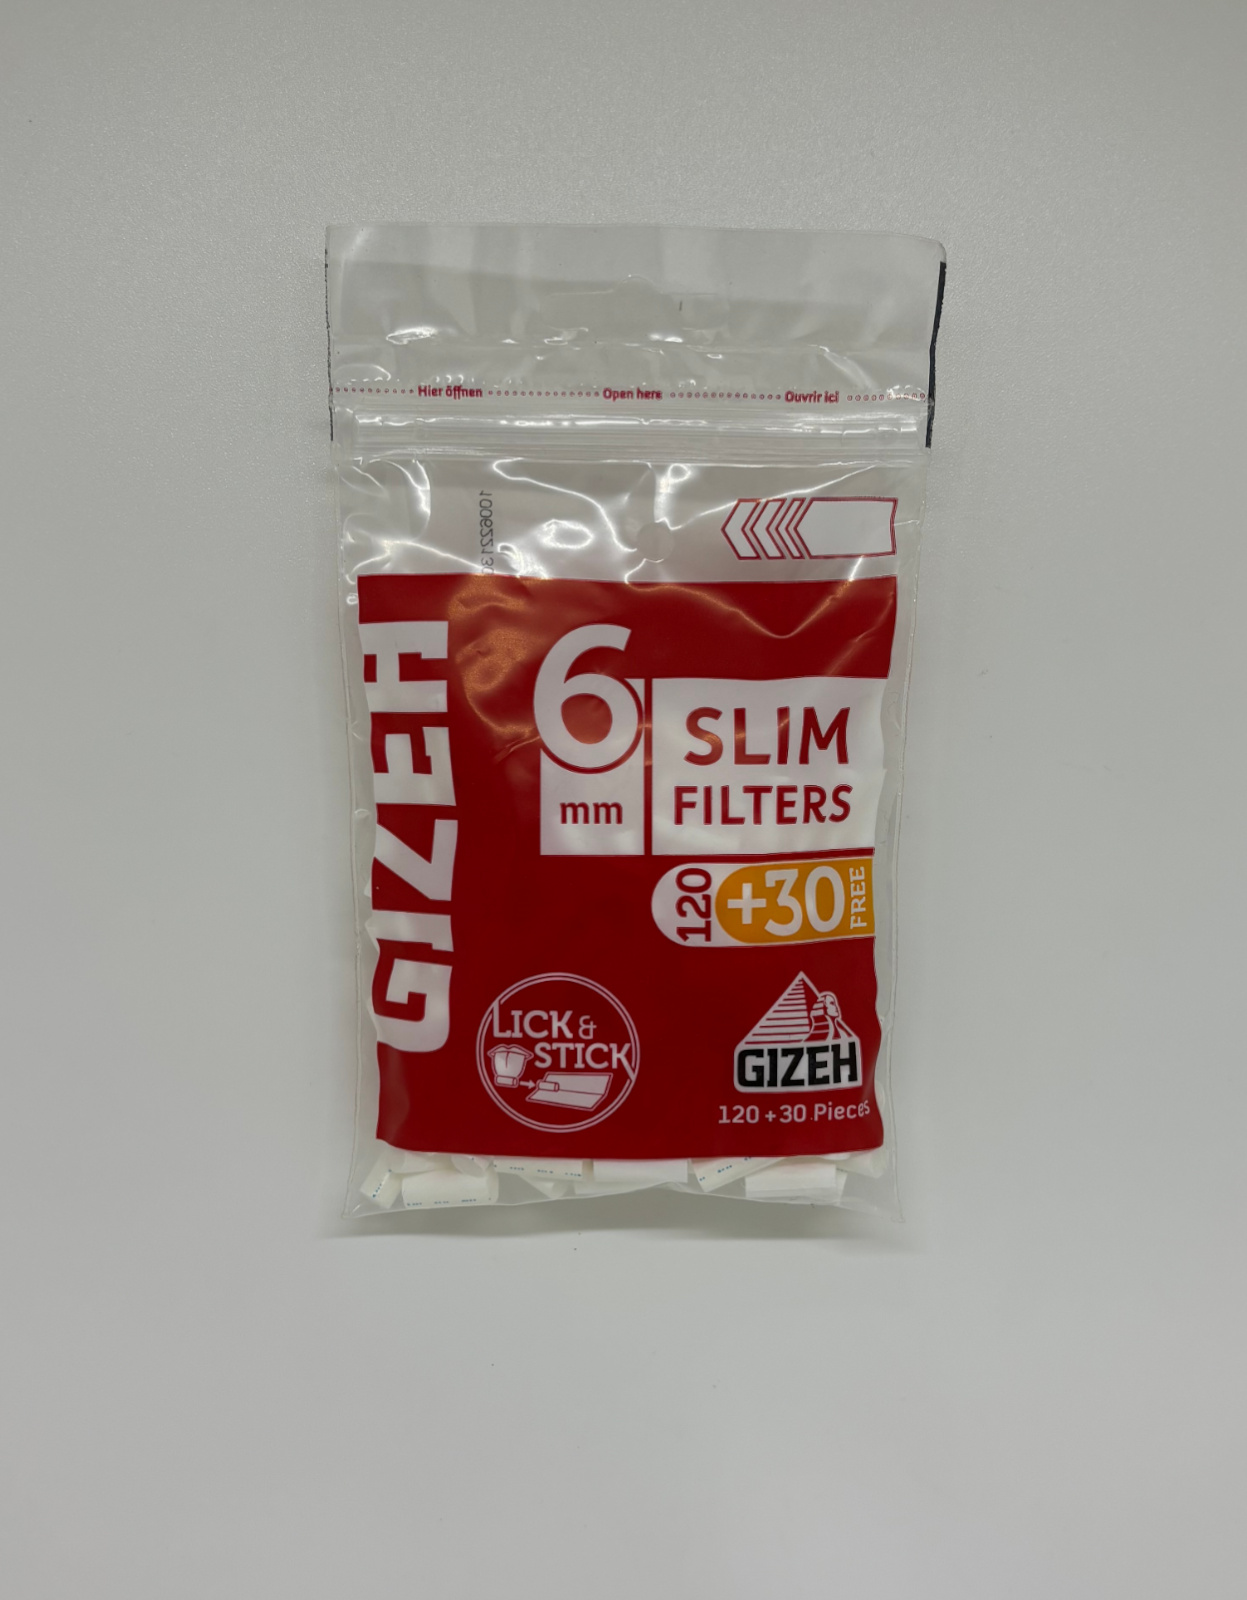 Hier öffnen Open here Ouvrir ici
GIZEH
6
mm
SLIM
FILTERS
120 +30 FREE
LICK &
STICK
GIZEH
120 + 30 Pieces